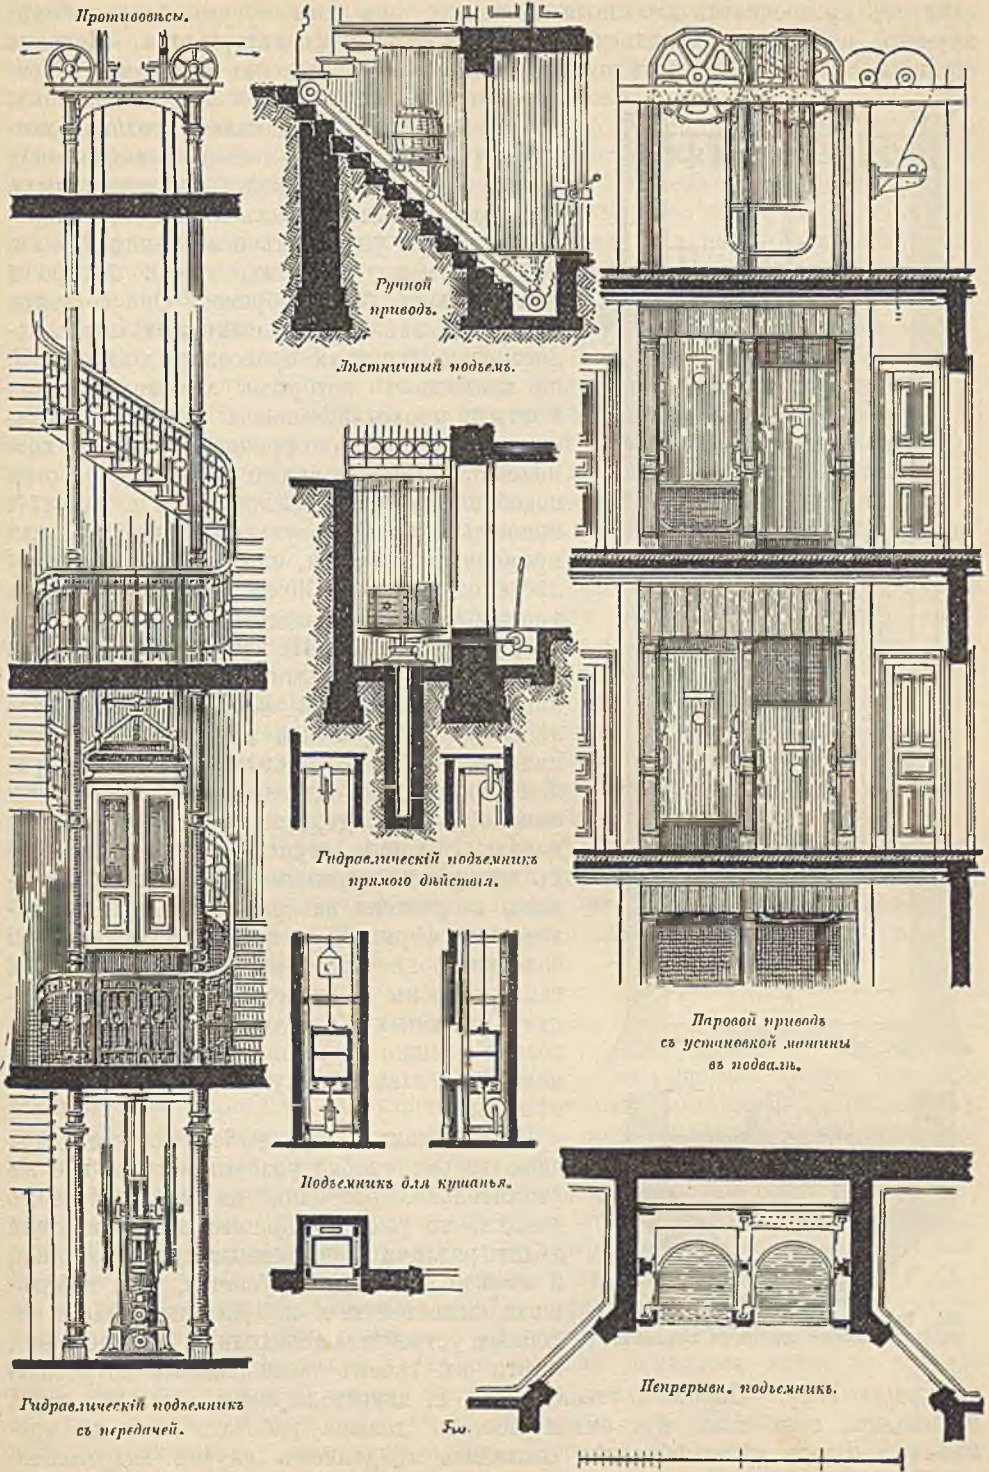 Противовѣсы.
Ручной
приводъ.
Лѣстничный подъемъ.
Гидравлическій подъемникъ
прямого дѣйствія.
Паровой приводъ
съ установкой машины
въ подвалѣ.
Подъемникъ для кушанья.
Непрерывн. подъемникъ.
Гидравлическій подъемникъ
съ передачей.